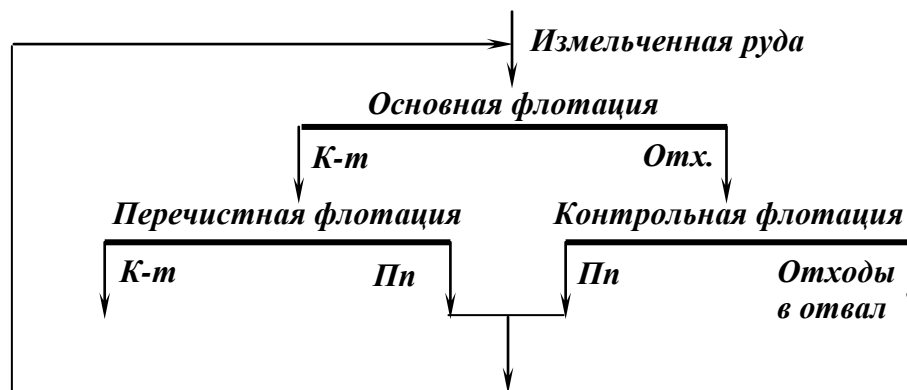 Измельченная руда
Основная флотация
К-т
Отх.
Перечистная флотация
Контрольная флотация
К-т
Пп
Пп
Отходы
в отвал